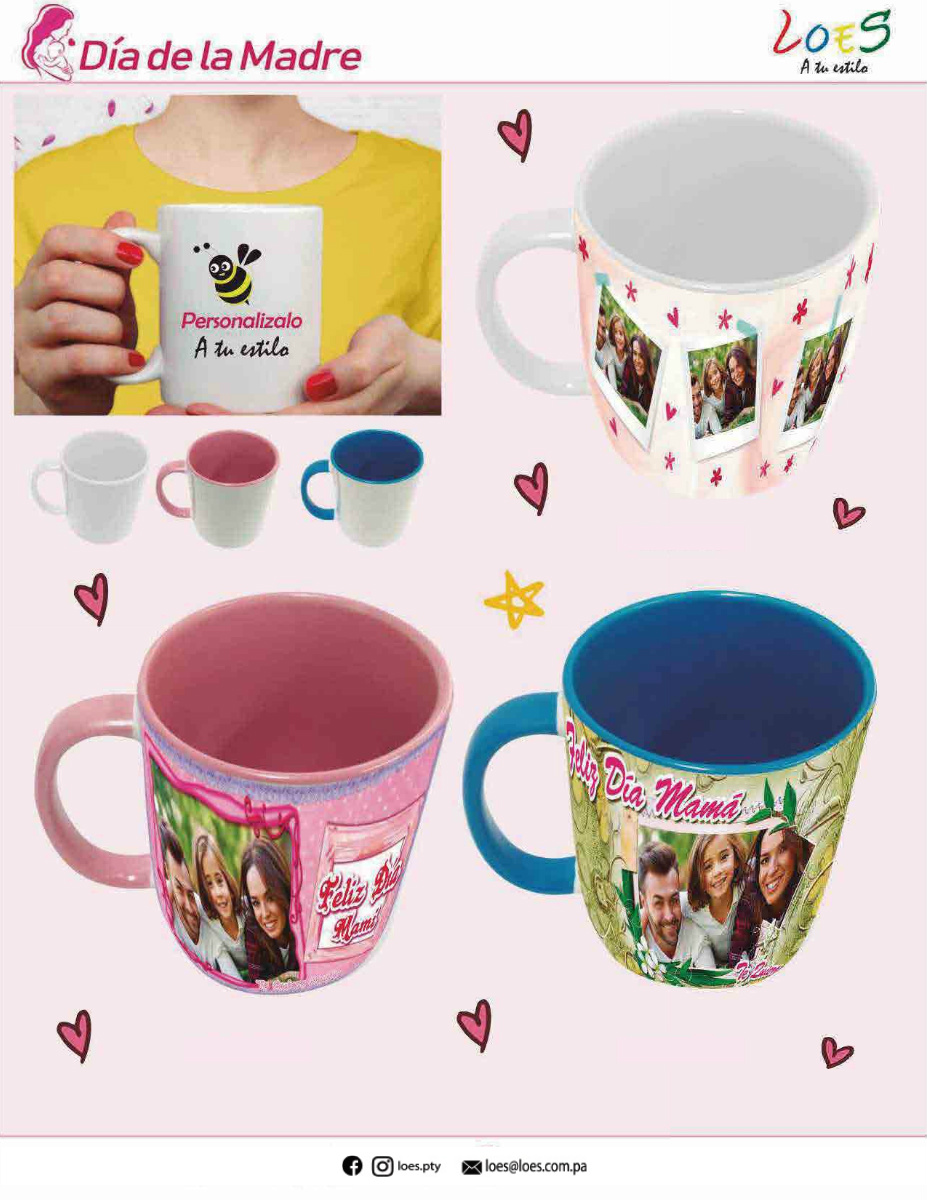 Día de la Madre
LOES
A tu estilo
Personalizalo
A tu estilo
Feliz Día
Mamá
Feliz Día Mamá
loes.pty
loes@loes.com.pa